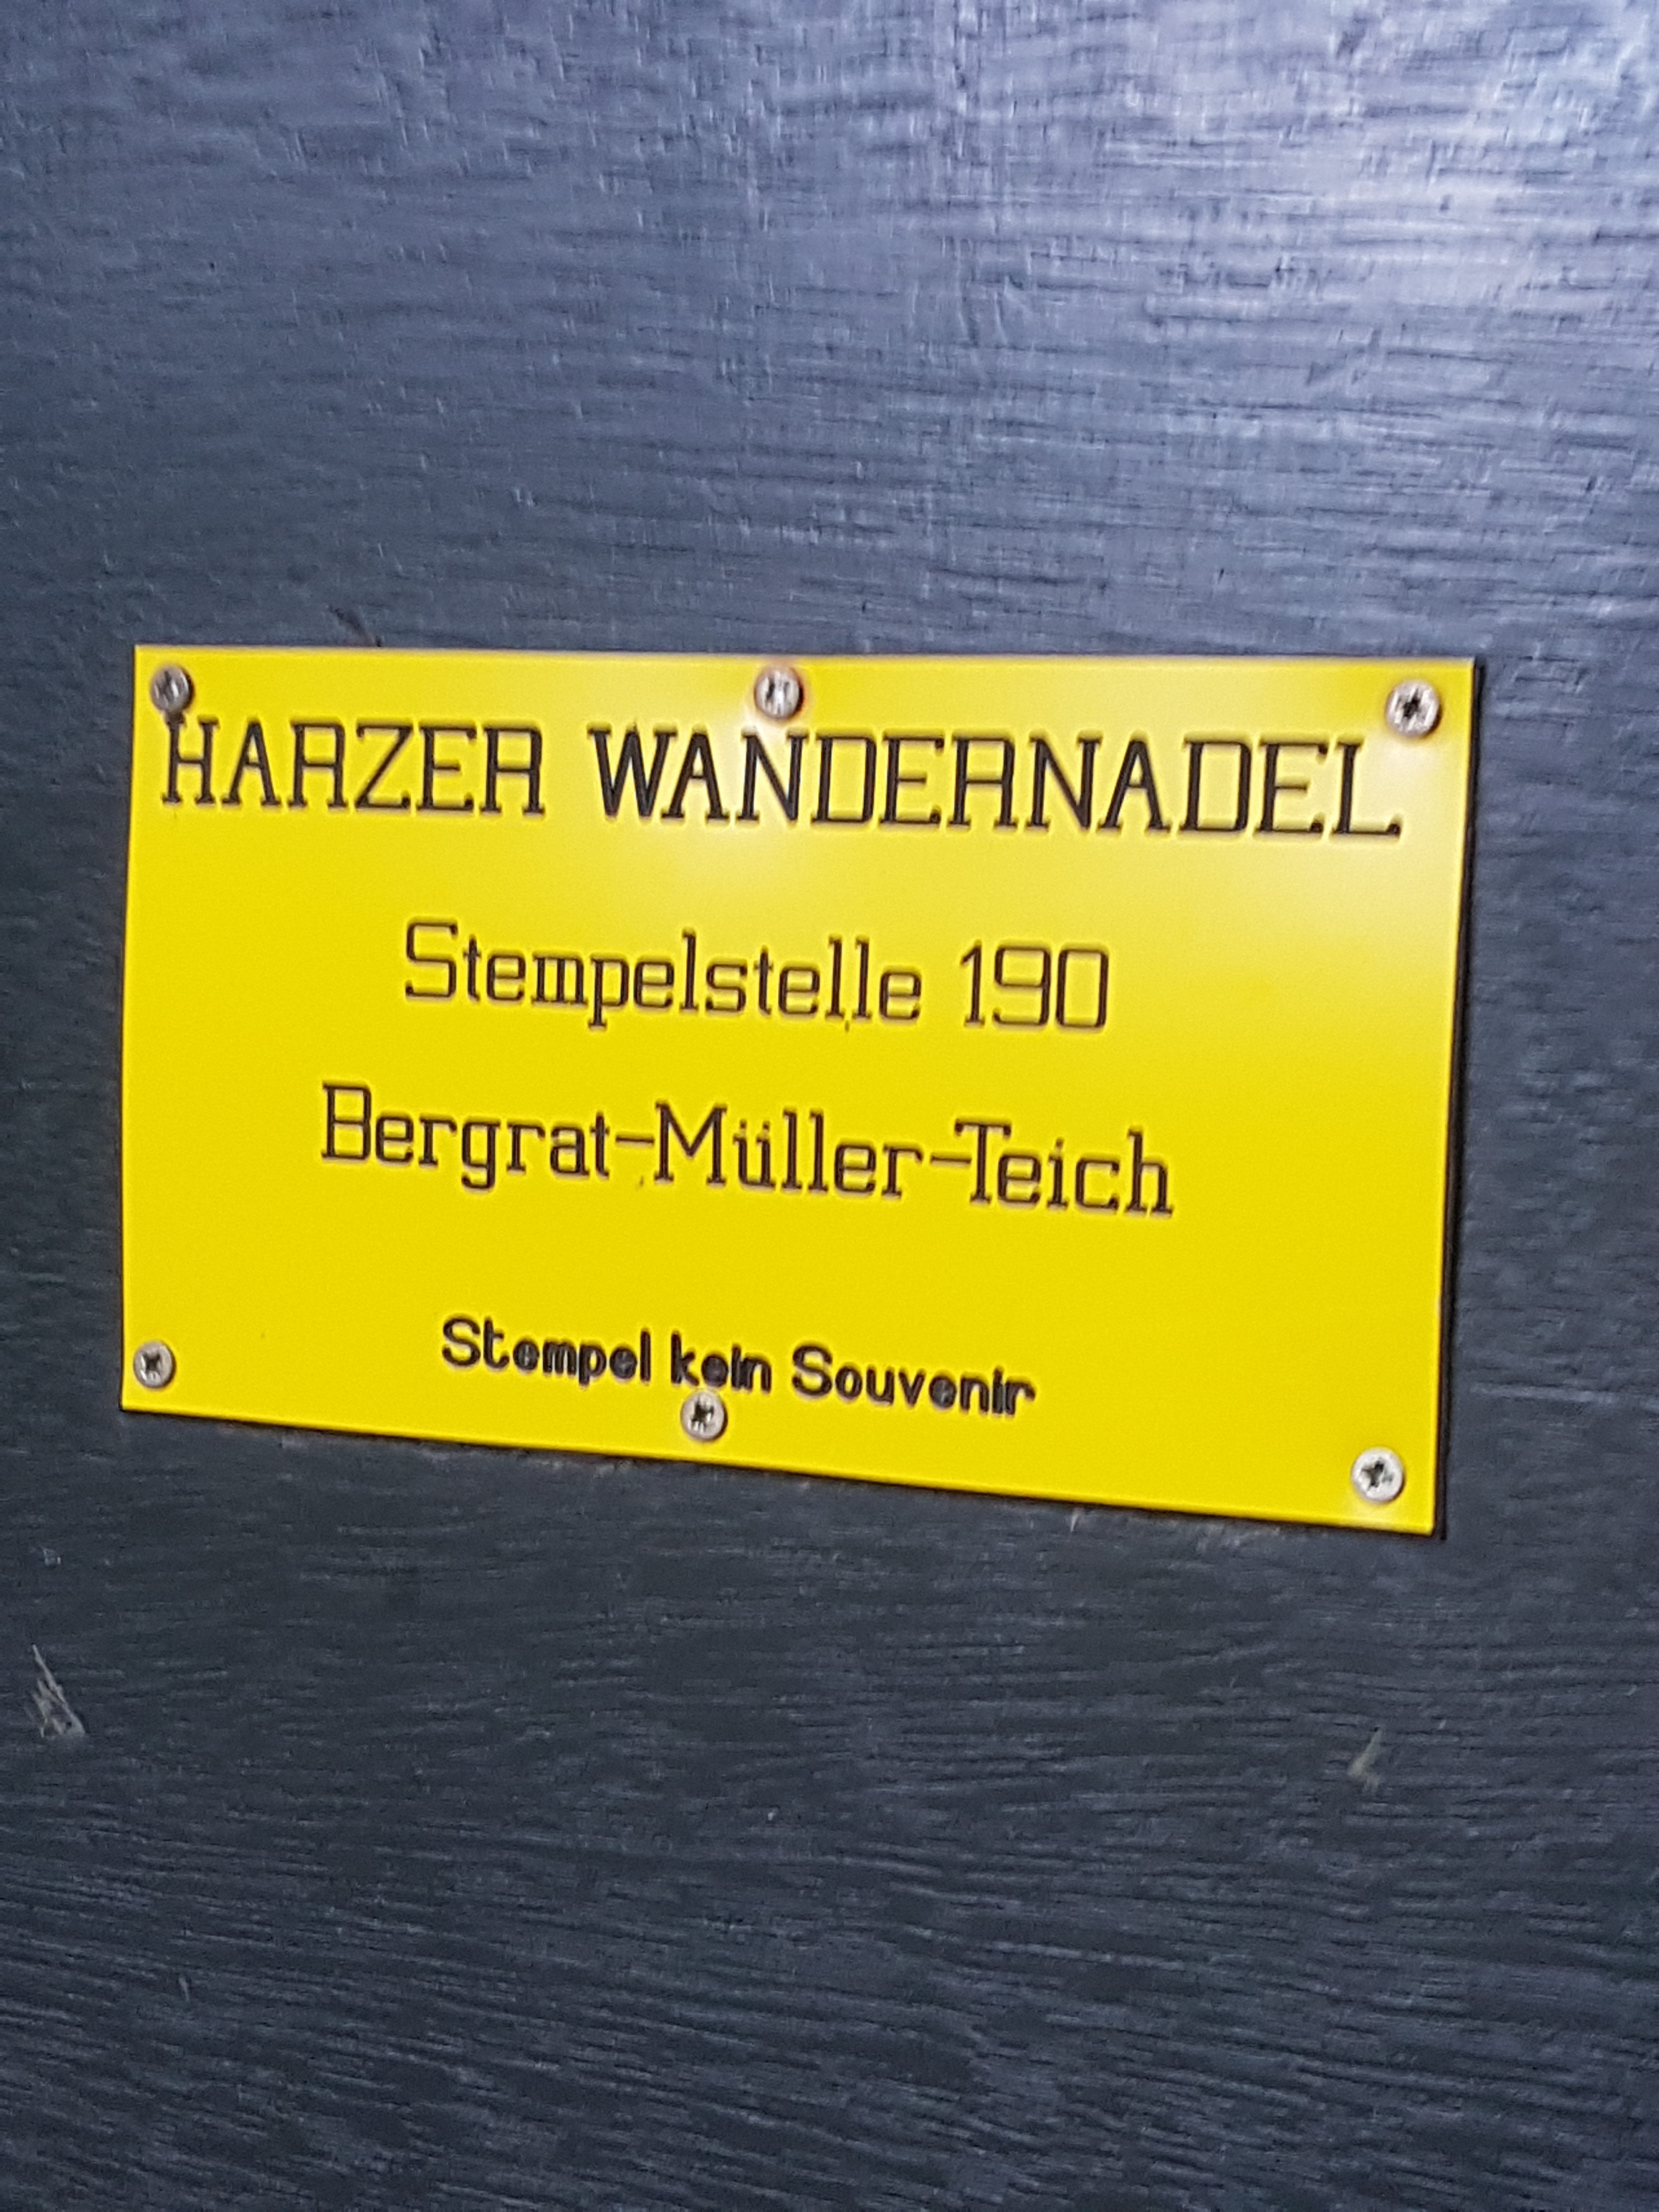 HARZER WANDERNADEL
Stempelstelle 190
Bergrat-Müller-Teich
Stempel kein Souvenir